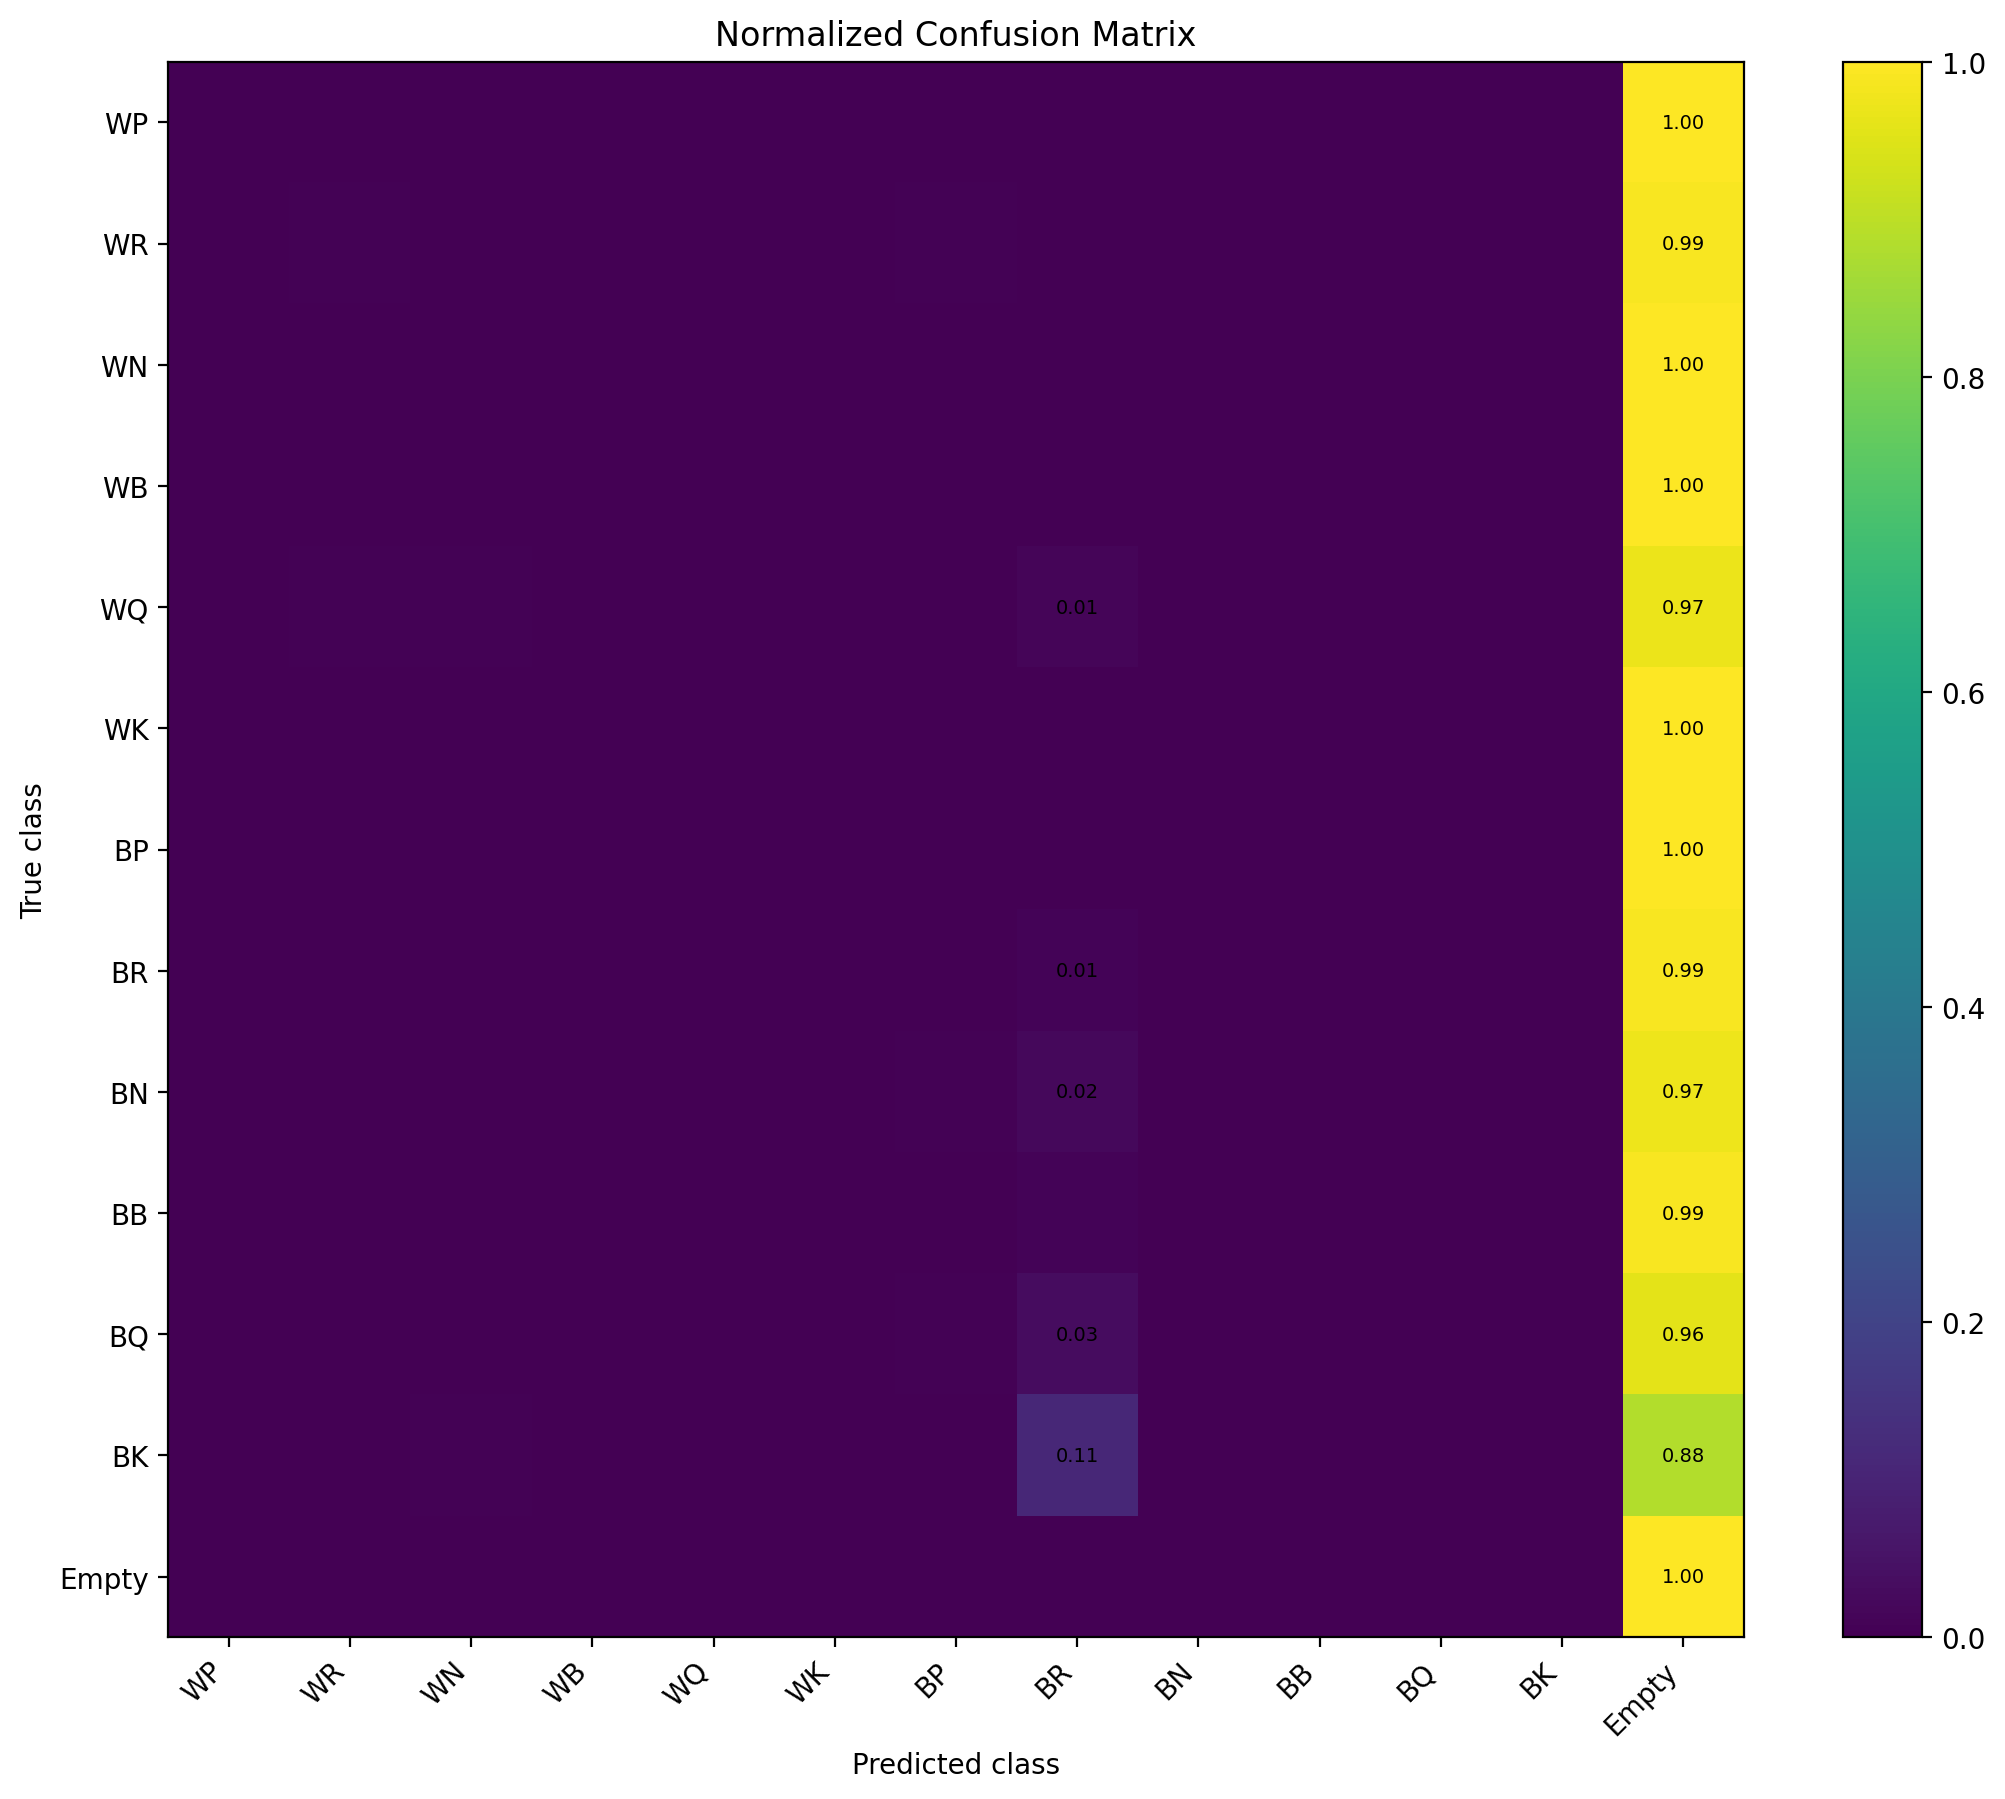 Normalized Confusion Matrix
True class
WP
WR
WN
WB
WQ
WK
BP
BR
BN
BB
BQ
BK
Empty
1.00
0.99
1.00
1.00
0.01 0.97
1.00
1.00
0.01 0.99
0.02 0.97
0.99
0.03 0.96
0.11 0.88
1.00
WP WR WN WB WQ WK BP BR BN BB BQ BK Empty
Predicted class
1.0
0.8
0.6
0.4
0.2
0.0